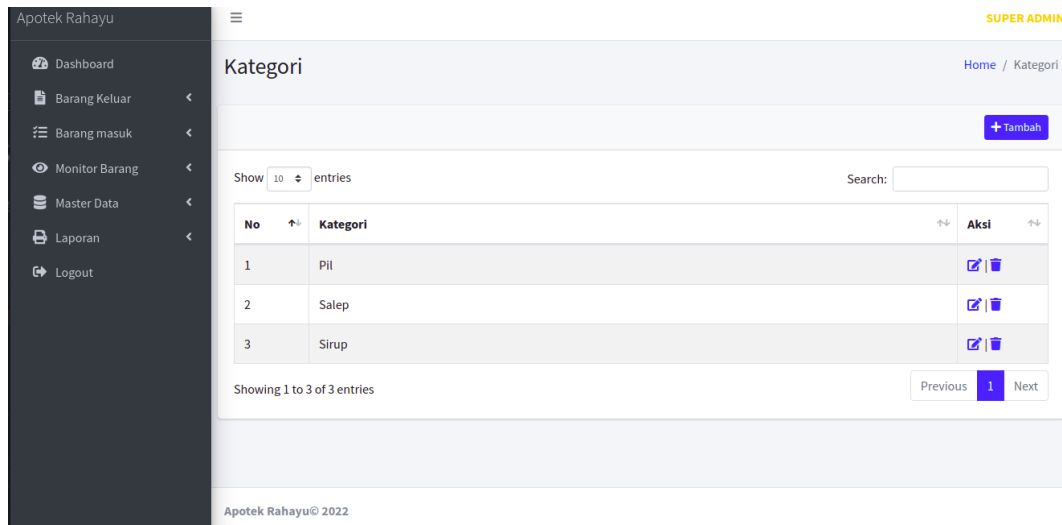 Apotek Rahayu
SUPER ADMIN
Dashboard
Barang Keluar
Barang masuk
Monitor Barang
Master Data
Laporan
Logout
Kategori
Home / Kategori
Tambah
Show 10 entries
Search:
No Kategori Aksi
1 Pil |
2 Salep |
3 Sirup |
Showing 1 to 3 of 3 entries
Previous 1 Next
Apotek Rahayu© 2022